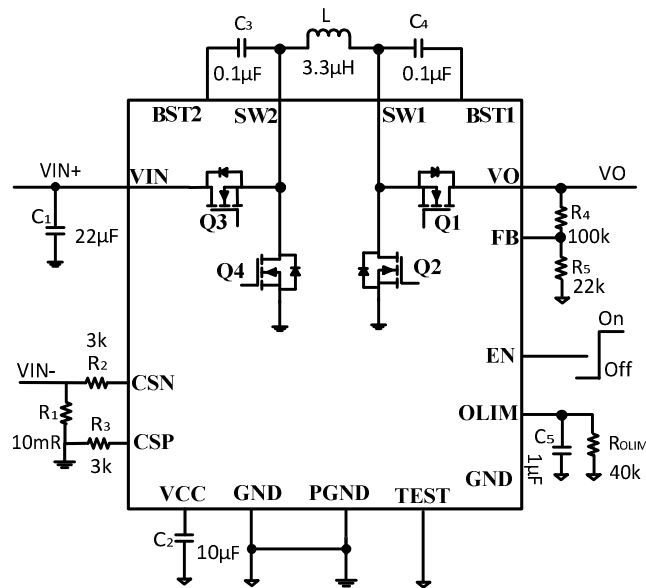 C3 L C4
0.1µF 3.3µH 0.1µF
BST2 SW2 SW1 BST1
VIN+ VIN VO VO
C1 22µF Q3 Q1 R4
FB 100k
Q4 Q2 R5
22k
On
3k EN
R2 Off
VIN- CSN
R1 OLIM
R3
10mR CSP C5 ROLIM
3k 1µF 40k
GND
VCC GND PGND TEST
C2 10µF